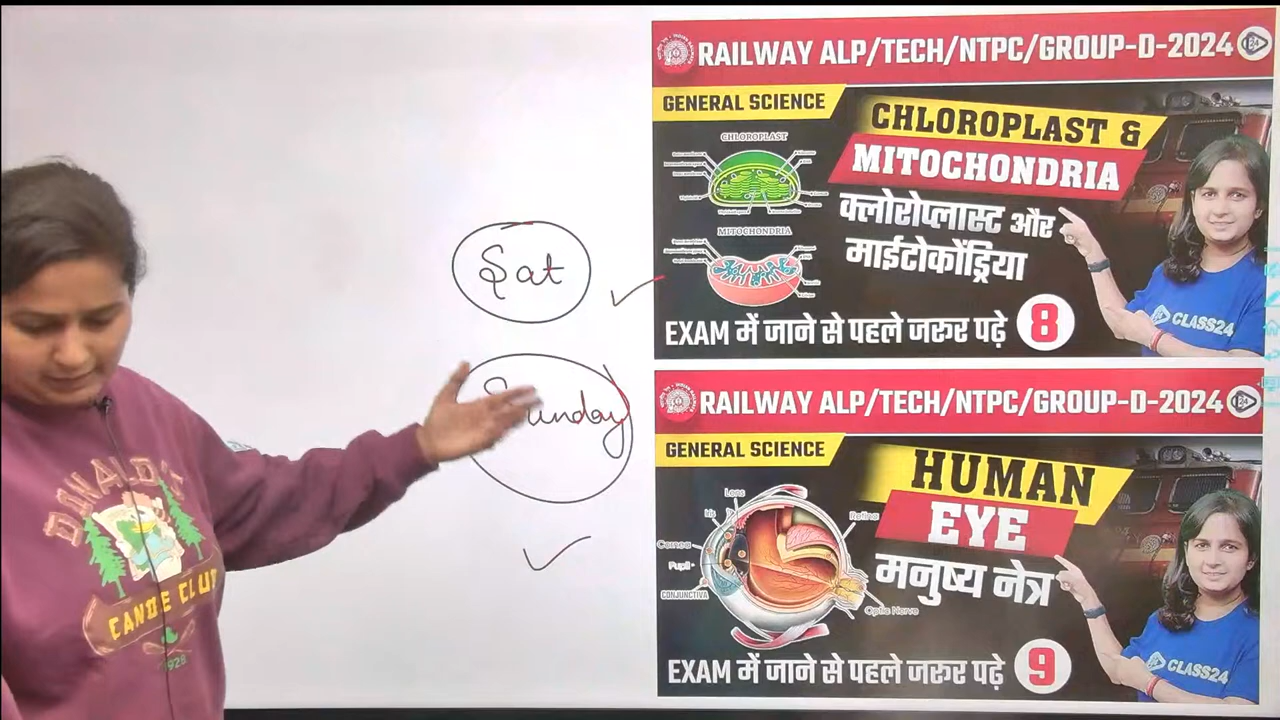 RAILWAY ALP/TECH/NTPC/GROUP-D-2024
GENERAL SCIENCE
CHLOROPLAST &
MITOCHONDRIA
क्लोरोप्लास्ट और
माईटोकोंड्रिया
CHLOROPLAST
MITOCHONDRIA
EXAM में जाने से पहले जरूर पढ़े 8
CLASS24
Sat
Sunday
RAILWAY ALP/TECH/NTPC/GROUP-D-2024
GENERAL SCIENCE
HUMAN
EYE
मनुष्य नेत्र
Lens
Iris
Retina
Cornea
Pupil
CONJUNCTIVA
Optic Nerve
EXAM में जाने से पहले जरूर पढ़े 9
CLASS24
DONALD
CANOE CLUB
1928